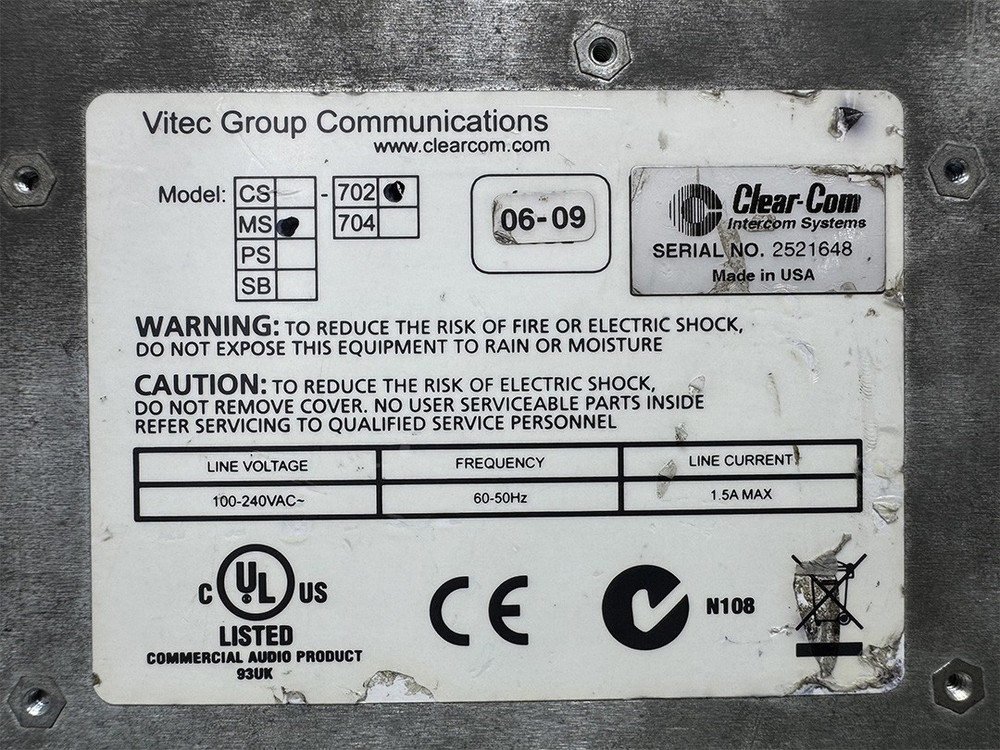 Vitec Group Communications
www.clearcom.com
Model: CS - 702
MS 704
PS
SB
06-09
Clear-Com
Intercom Systems
SERIAL NO. 2521648
Made in USA
WARNING: TO REDUCE THE RISK OF FIRE OR ELECTRIC SHOCK,
DO NOT EXPOSE THIS EQUIPMENT TO RAIN OR MOISTURE
CAUTION: TO REDUCE THE RISK OF ELECTRIC SHOCK,
DO NOT REMOVE COVER. NO USER SERVICEABLE PARTS INSIDE
REFER SERVICING TO QUALIFIED SERVICE PERSONNEL
LINE VOLTAGE FREQUENCY LINE CURRENT
100-240VAC~ 60-50Hz 1.5A MAX
C UL US
LISTED
COMMERCIAL AUDIO PRODUCT
93UK
CE
N108